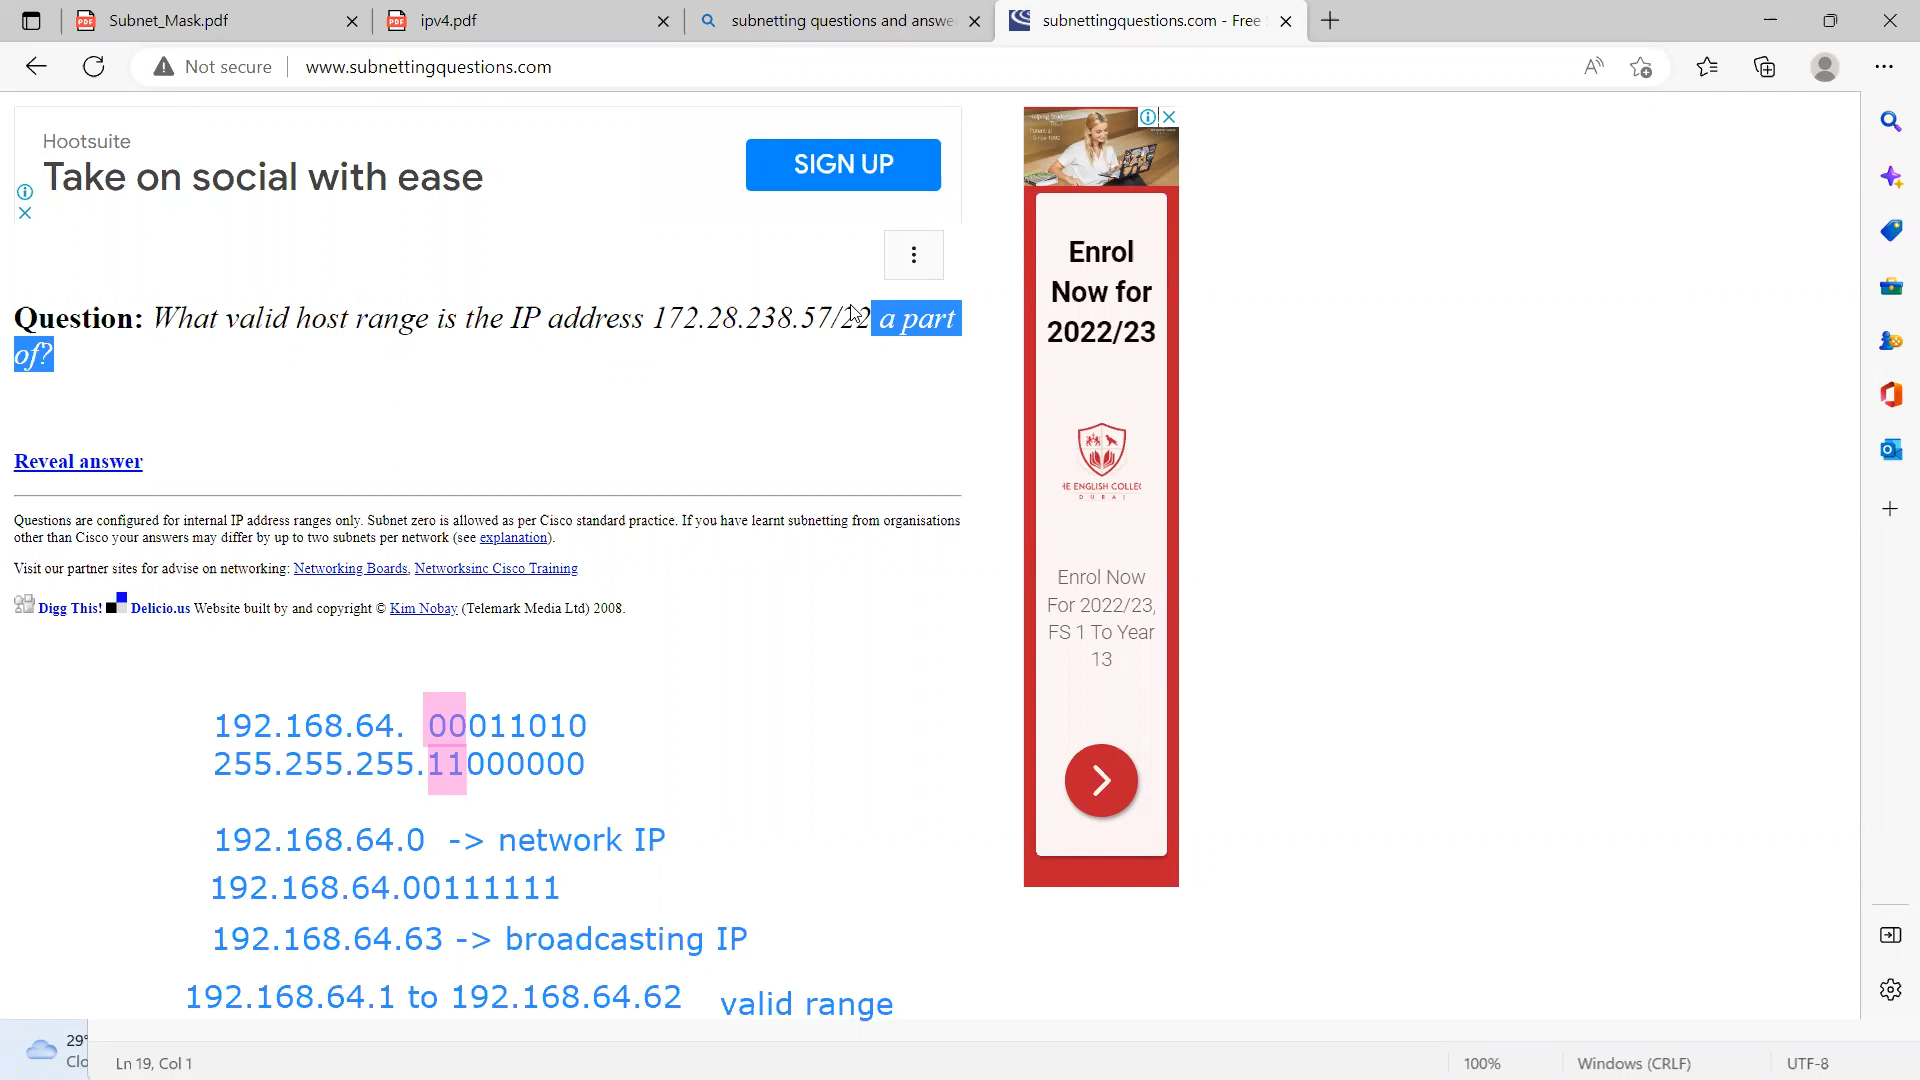 Subnet_Mask.pdf
ipv4.pdf
subnetting questions and answe
subnettingquestions.com - Free
Not secure
www.subnettingquestions.com
Hootsuite
Take on social with ease
SIGN UP
Question: What valid host range is the IP address 172.28.238.57/22 a part
of?
Reveal answer
Questions are configured for internal IP address ranges only. Subnet zero is allowed as per Cisco standard practice. If you have learnt subnetting from organisations
other than Cisco your answers may differ by up to two subnets per network (see explanation).
Visit our partner sites for advise on networking: Networking Boards, Networksinc Cisco Training
Digg This! Delicio.us Website built by and copyright © Kim Nobay (Telemark Media Ltd) 2008.
192.168.64. 00011010
255.255.255.11000000
192.168.64.0 -> network IP
192.168.64.00111111
192.168.64.63 -> broadcasting IP
192.168.64.1 to 192.168.64.62 valid range
Enrol
Now for
2022/23
HE ENGLISH COLLEG
DUBAI
Enrol Now
For 2022/23,
FS 1 To Year
13
29°
Clo
Ln 19, Col 1
100%
Windows (CRLF)
UTF-8